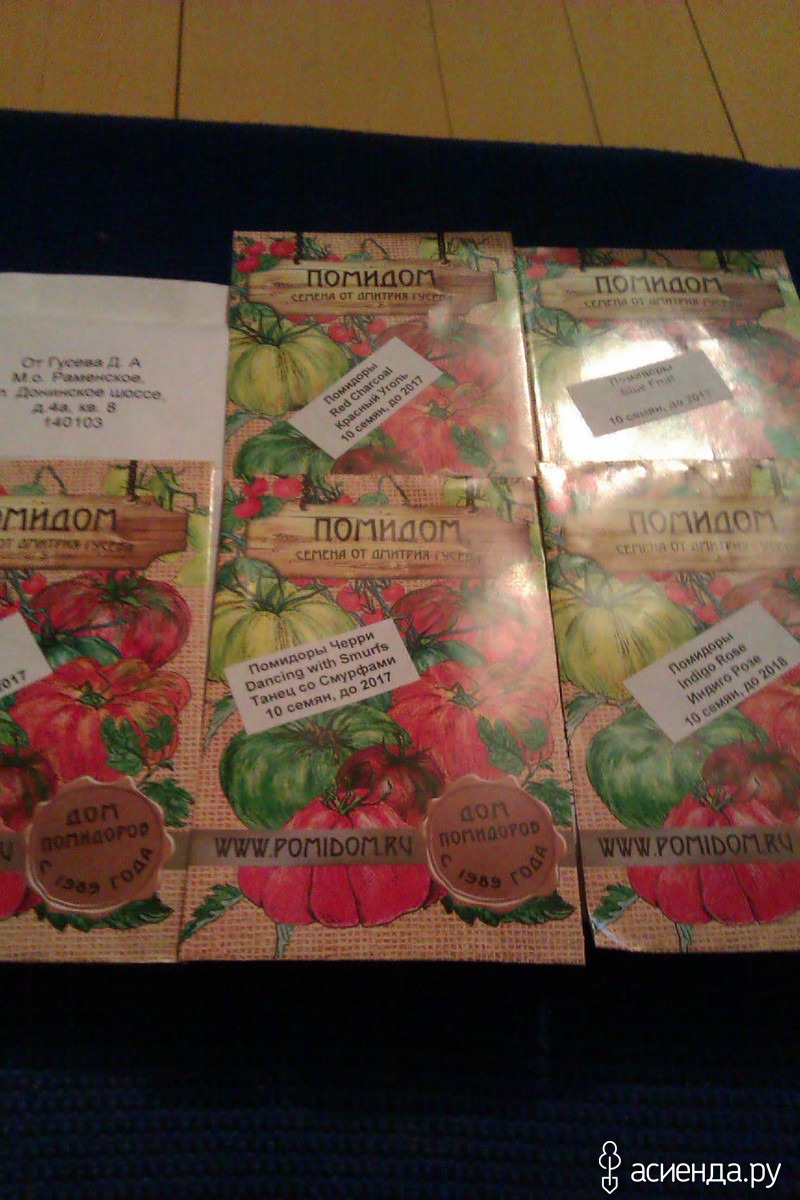 От Гусева Д. А
М.о. Раменское,
Донинское шоссе,
д.4а, кв. 8
140103
ПОМИДОМ
СЕМЕНА ОТ ДМИТРИЯ ГУСЕВА
Помидоры
Red Charcoal
Красный Уголь
10 семян, до 2017
ПОМИДОМ
СЕМЕНА ОТ ДМИТРИЯ ГУСЕВА
Помидоры
blue Fruit
10 семян, до 2017
ОМИДОМ
ОТ ДМИТРИЯ ГУСЕВА
2017
ДОМ
ПОМИДОРОВ
С 1989 ГОДА
ПОМИДОМ
СЕМЕНА ОТ ДМИТРИЯ ГУСЕВА
Помидоры Черри
Dancing with Smurfs
Танец со Смурфами
10 семян, до 2017
ДОМ
ПОМИДОРОВ
С 1989 ГОДА
WWW.POMIDOM.RU
ПОМИДОМ
СЕМЕНА ОТ ДМИТРИЯ ГУСЕВ
Помидоры
Indigo Rose
Индиго Розе
10 семян, до 2018
WWW.POMIDOM.RU
асиенда.ру